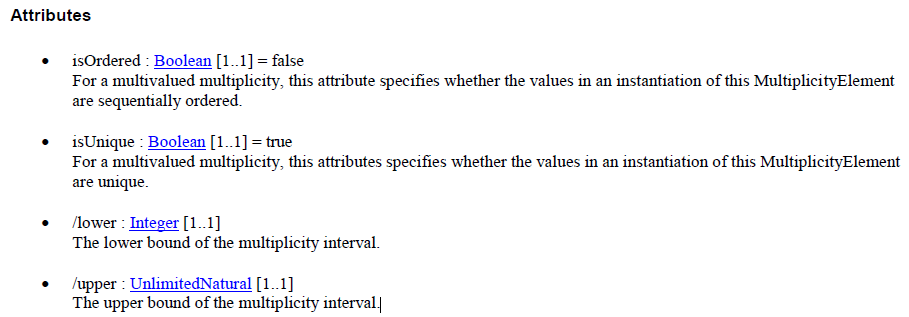 Attributes
• isOrdered : Boolean [1..1] = false
For a multivalued multiplicity, this attribute specifies whether the values in an instantiation of this MultiplicityElement
are sequentially ordered.
• isUnique : Boolean [1..1] = true
For a multivalued multiplicity, this attributes specifies whether the values in an instantiation of this MultiplicityElement
are unique.
• /lower : Integer [1..1]
The lower bound of the multiplicity interval.
• /upper : UnlimitedNatural [1..1]
The upper bound of the multiplicity interval.